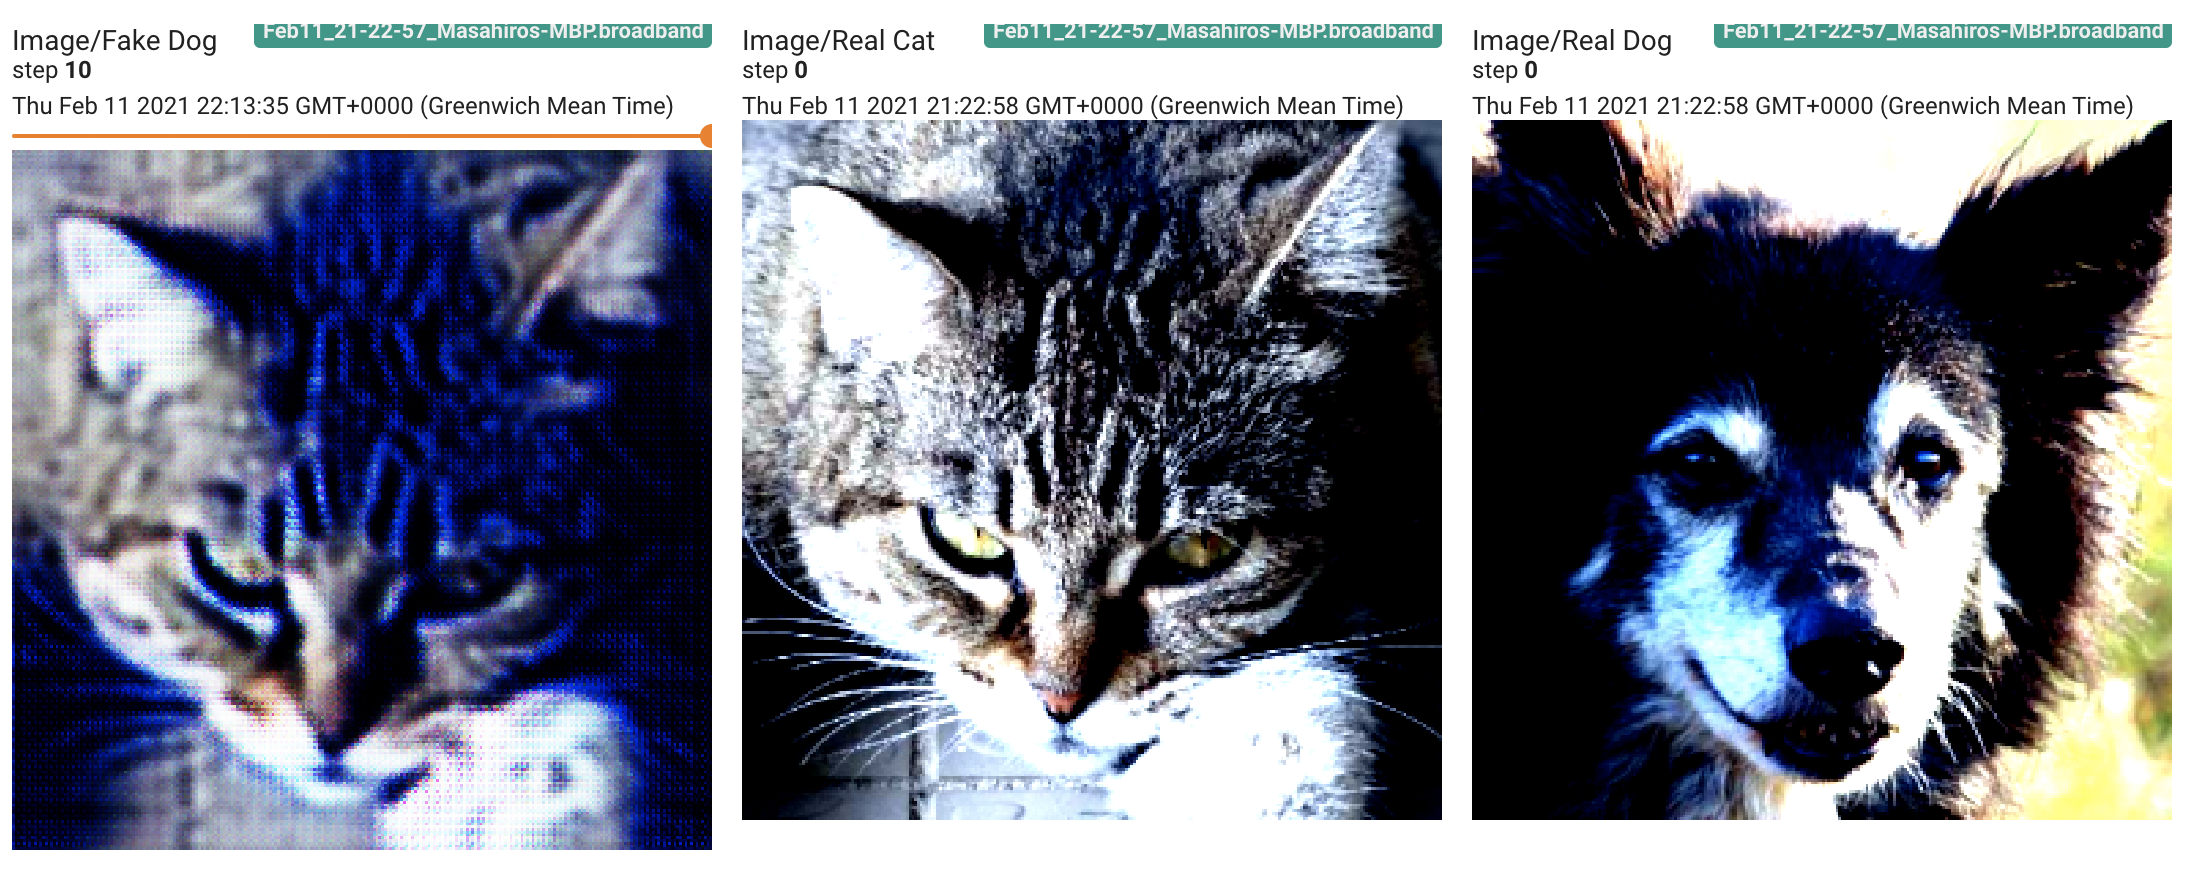 Image/Fake Dog
Feb11_21-22-57_Masahiros-MBP.broadband
step 10
Thu Feb 11 2021 22:13:35 GMT+0000 (Greenwich Mean Time)
Image/Real Cat
Feb11_21-22-57_Masahiros-MBP.broadband
step 0
Thu Feb 11 2021 21:22:58 GMT+0000 (Greenwich Mean Time)
Image/Real Dog
Feb11_21-22-57_Masahiros-MBP.broadband
step 0
Thu Feb 11 2021 21:22:58 GMT+0000 (Greenwich Mean Time)